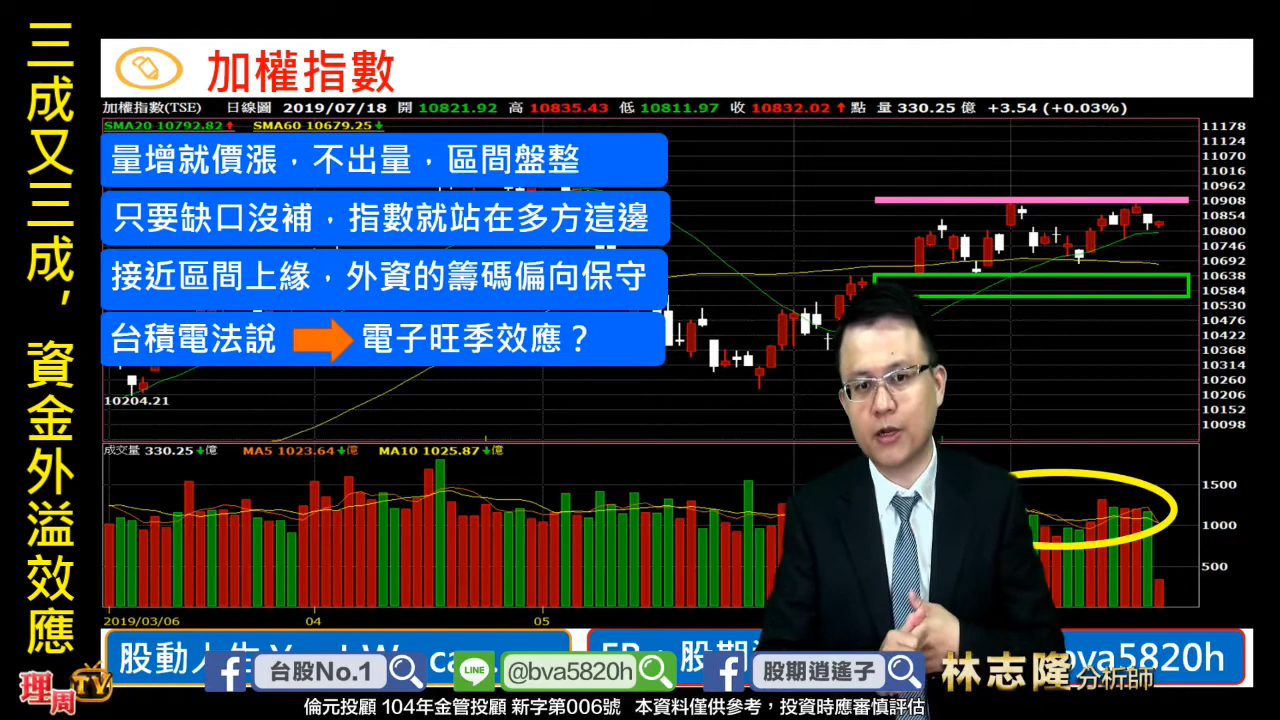 三成又三成，資金外溢效應
加權指數
加權指數(TSE) 日線圖 2019/07/18 開 10821.92 高 10835.43 低 10811.97 收 10832.02 點 量 330.25 億 +3.54 (+0.03%)
SMA20 10792.82 SMA60 10679.25
量增就價漲，不出量，區間盤整
只要缺口沒補，指數就站在多方這邊
接近區間上緣，外資的籌碼偏向保守
台積電法說 電子旺季效應？
11178
11124
11070
11016
10962
10908
10854
10800
10746
10692
10638
10584
10530
10476
10422
10368
10314
10260
10206
10152
10098
10204.21
成交量 330.25 億 MA5 1023.64 億 MA10 1025.87 億
1500
1000
500
2019/03/06 04 05
股動人生
bva5820h
台股No.1
LINE
@bva5820h
股期逍遙子
林志隆 分析師
理周TV
倫元投顧 104年金管投顧 新字第006號 本資料僅供參考，投資時應審慎評估